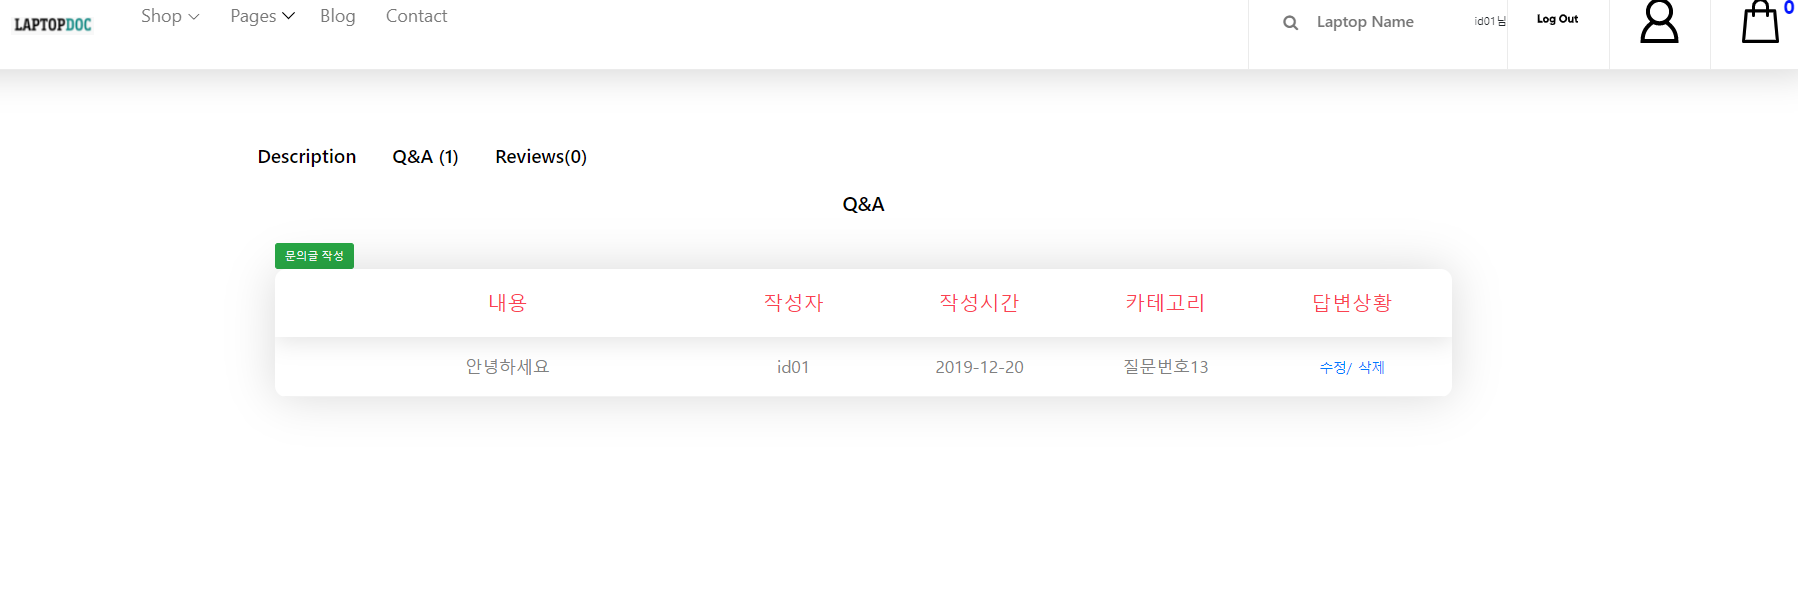 LAPTOPDOC Shop Pages Blog Contact Laptop Name id01님 Log Out 0
Description Q&A (1) Reviews(0)
Q&A
문의글 작성
내용 작성자 작성시간 카테고리 답변상황
안녕하세요 id01 2019-12-20 질문번호13 수정/ 삭제